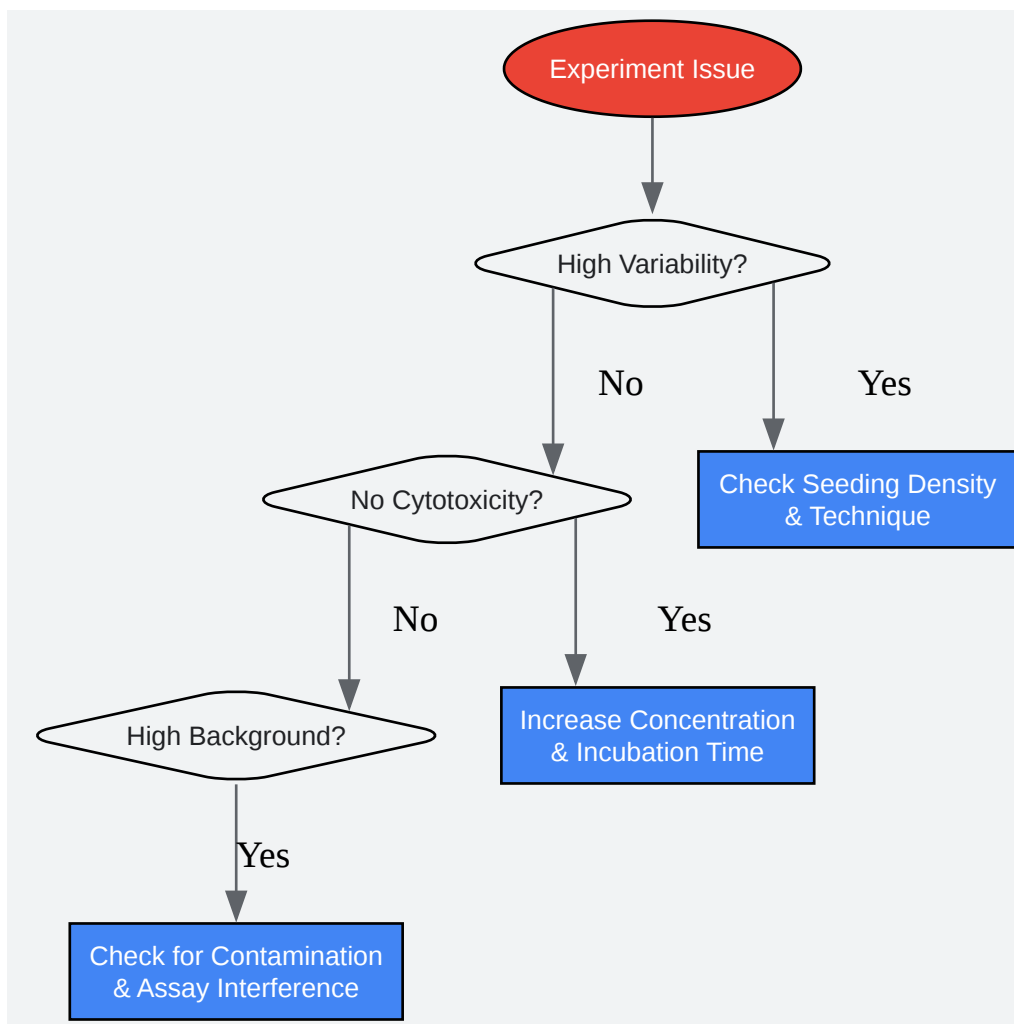 Experiment Issue
High Variability?
No
Yes
Check Seeding Density
& Technique
No Cytotoxicity?
No
Yes
Increase Concentration
& Incubation Time
High Background?
Yes
Check for Contamination
& Assay Interference